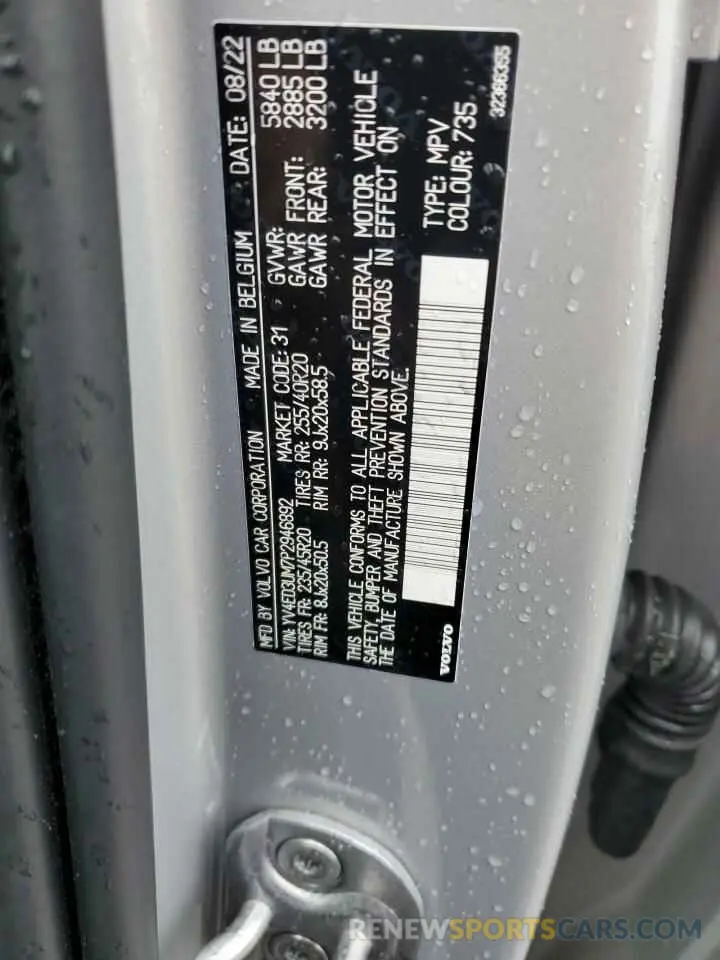 MFD BY VOLVO CAR CORPORATION MADE IN BELGIUM DATE: 08/22
VIN: YV4ED3UM7P2946892 MARKET CODE: 31 GVWR: 5840 LB
TIRES FR: 235/45R20 TIRES RR: 255/40R20 GAWR FRONT: 2885 LB
RIM FR: 8Jx20x50.5 RIM RR: 9Jx20x58.5 GAWR REAR: 3200 LB
THIS VEHICLE CONFORMS TO ALL APPLICABLE FEDERAL MOTOR VEHICLE
SAFETY, BUMPER AND THEFT PREVENTION STANDARDS IN EFFECT ON
THE DATE OF MANUFACTURE SHOWN ABOVE.
TYPE: MPV
COLOUR: 735
VOLVO
32366355
RENEWSPORTSCARS.COM